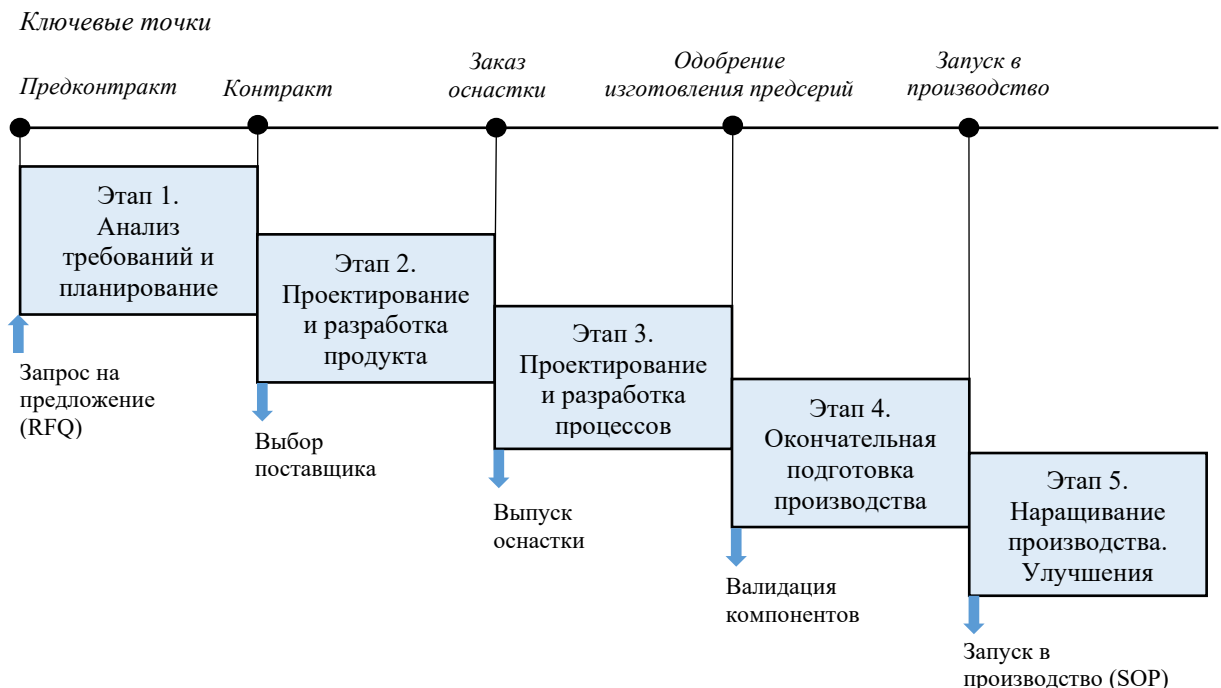 Ключевые точки
Предконтракт
Контракт
Заказ
оснастки
Одобрение
изготовления предсерий
Запуск в
производство
Этап 1.
Анализ
требований и
планирование
Этап 2.
Проектирование
и разработка
продукта
Этап 3.
Проектирование
и разработка
процессов
Этап 4.
Окончательная
подготовка
производства
Этап 5.
Наращивание
производства.
Улучшения
Запрос на
предложение
(RFQ)
Выбор
поставщика
Выпуск
оснастки
Валидация
компонентов
Запуск в
производство (SOP)